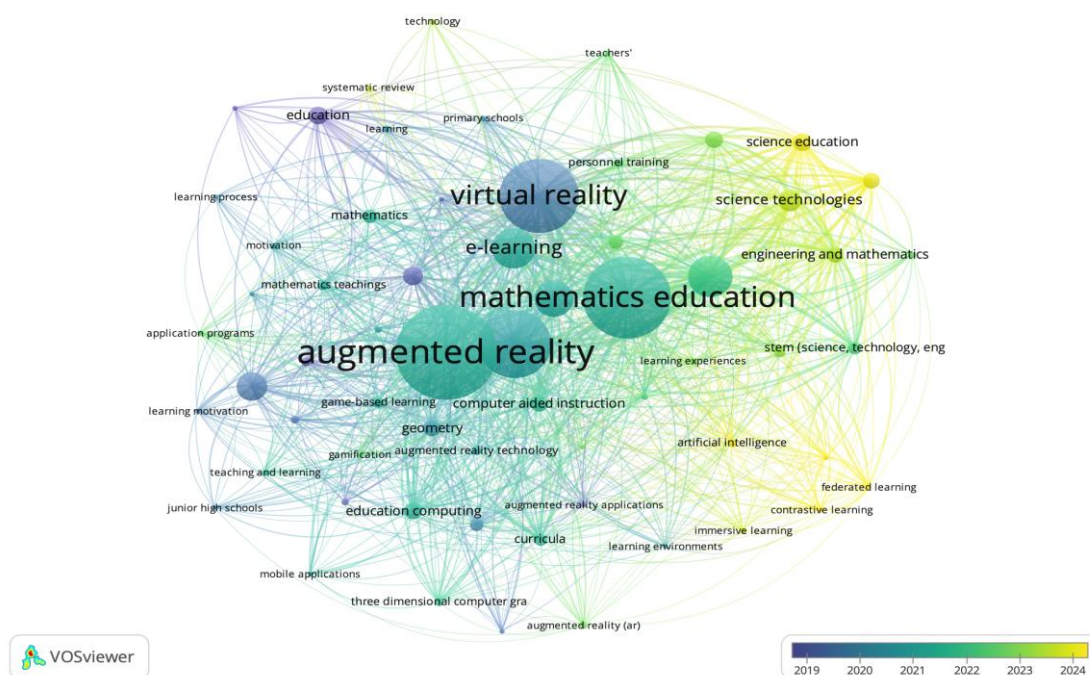 technology
teachers'
systematic review
education
learning
primary schools
science education
personnel training
virtual reality
learning process
science technologies
mathematics
e-learning
motivation
engineering and mathematics
mathematics teachings
mathematics education
application programs
augmented reality
learning experiences
stem (science, technology, eng
game-based learning
computer aided instruction
learning motivation
geometry
artificial intelligence
gamification
augmented reality technology
teaching and learning
federated learning
junior high schools
education computing
augmented reality applications
contrastive learning
immersive learning
curricula
learning environments
mobile applications
three dimensional computer gra
augmented reality (ar)
VOSviewer
2019 2020 2021 2022 2023 2024